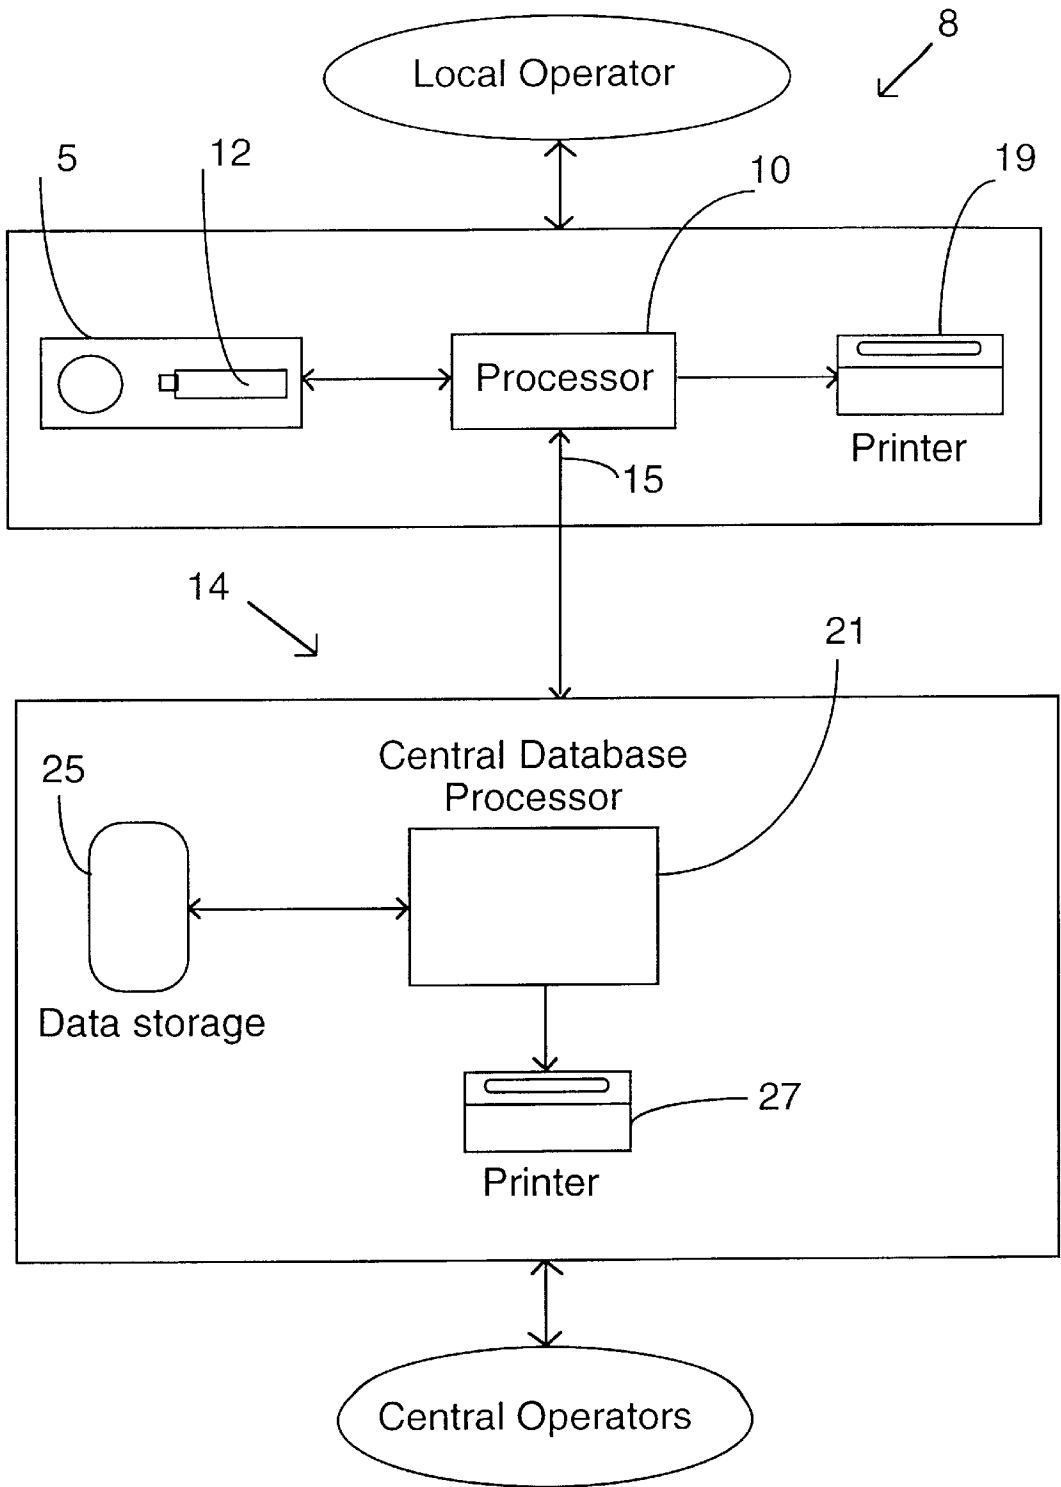 8
Local Operator
5
12
10
19
Processor
Printer
15
14
21
Central Database
Processor
25
Data storage
27
Printer
Central Operators